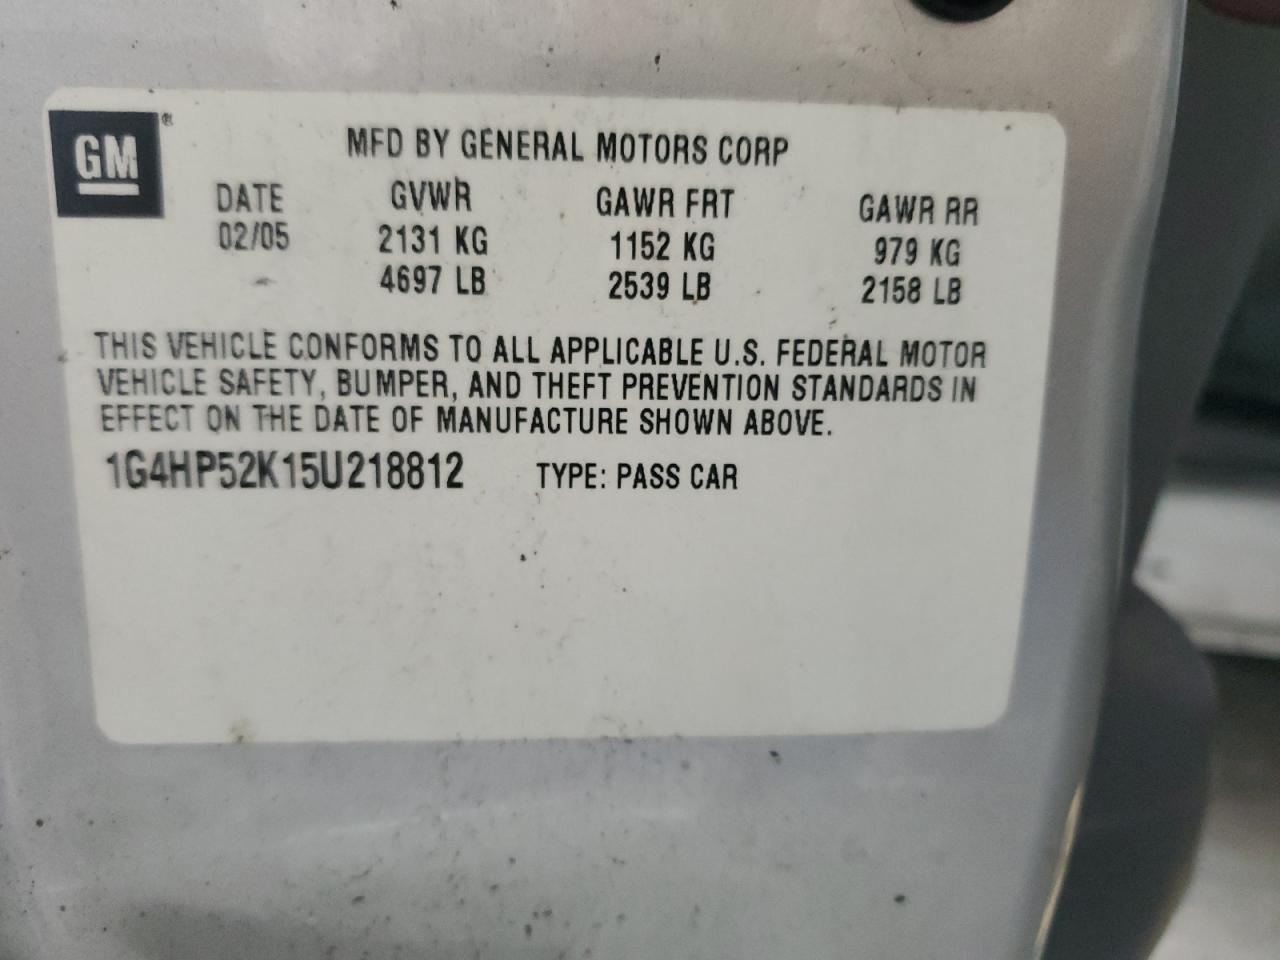 GM®
MFD BY GENERAL MOTORS CORP
DATE GVWR GAWR FRT GAWR RR
02/05 2131 KG 1152 KG 979 KG
4697 LB 2539 LB 2158 LB
THIS VEHICLE CONFORMS TO ALL APPLICABLE U.S. FEDERAL MOTOR
VEHICLE SAFETY, BUMPER, AND THEFT PREVENTION STANDARDS IN
EFFECT ON THE DATE OF MANUFACTURE SHOWN ABOVE.
1G4HP52K15U218812 TYPE: PASS CAR